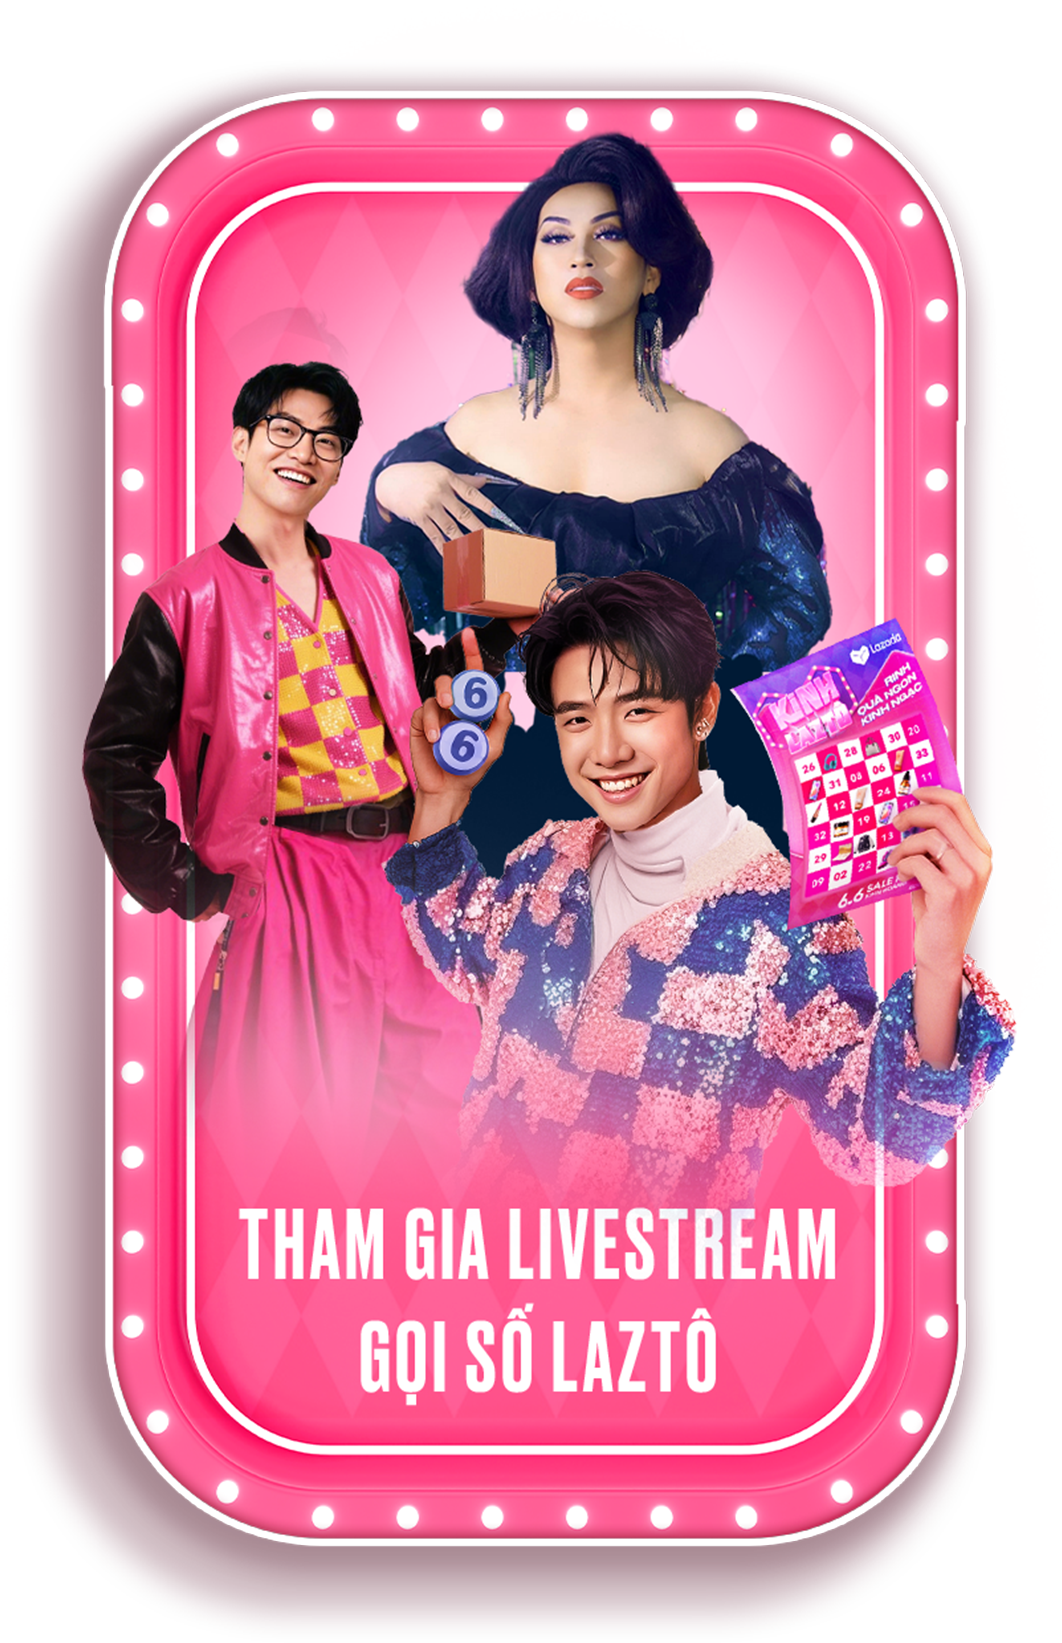 6
6
Lazada
KINH
LAZTÔ
RINH
QUÀ NGON
KINH NGẠC
26 28 30 20
31 08 06 33
12 24 11
32 19
29 13
09 02 22
6.6 SALE
THAM GIA LIVESTREAM
GỌI SỐ LAZTÔ